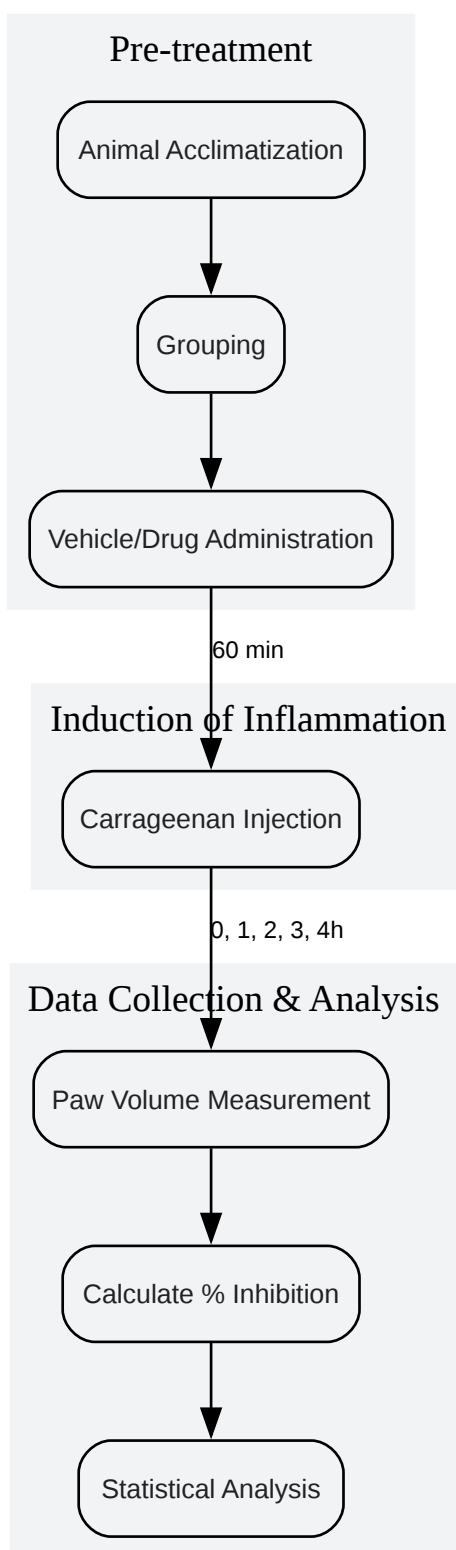 Pre-treatment
Animal Acclimatization
Grouping
Vehicle/Drug Administration
60 min
Induction of Inflammation
Carrageenan Injection
0, 1, 2, 3, 4h
Data Collection & Analysis
Paw Volume Measurement
Calculate % Inhibition
Statistical Analysis